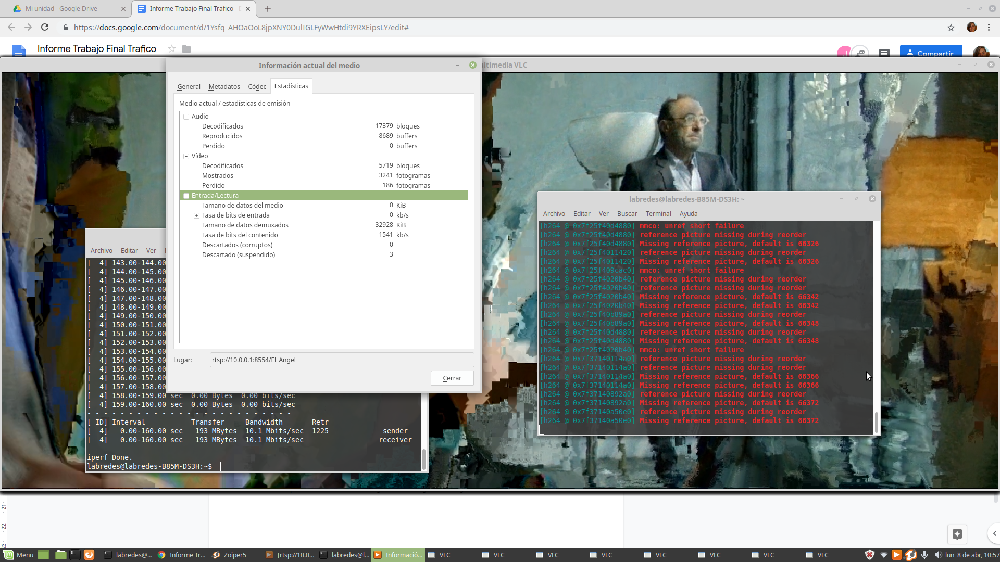 Mi unidad - Google Drive
Informe Trabajo Final Trafico -
https://docs.google.com/document/d/1Ysfq_AHOaOoL8jpXNY0DulIGLFyWwHtdi9YRXEipsLY/edit#
Informe Trabajo Final Trafico
Compartir
ultimedia VLC
Información actual del medio
General Metadatos Códec Estadísticas
Medio actual / estadísticas de emisión
Audio
Decodificados 17379 bloques
Reproducidos 8689 buffers
Perdido 0 buffers
Vídeo
Decodificados 5719 bloques
Mostrados 3241 fotogramas
Perdido 186 fotogramas
Entrada/Lectura
Tamaño de datos del medio 0 KiB
Tasa de bits de entrada 0 kb/s
Tamaño de datos demuxados 32928 KiB
Tasa de bits del contenido 1541 kb/s
Descartados (corruptos) 0
Descartado (suspendido) 3
Lugar: rtsp://10.0.0.1:8554/El_Angel
Cerrar
Archivo Editar Ver
[ 4] 143.00-144.00
[ 4] 144.00-145.00
[ 4] 145.00-146.00
[ 4] 146.00-147.00
[ 4] 147.00-148.00
[ 4] 148.00-149.00
[ 4] 149.00-150.00
[ 4] 150.00-151.00
[ 4] 151.00-152.00
[ 4] 152.00-153.00
[ 4] 153.00-154.00
[ 4] 154.00-155.00
[ 4] 155.00-156.00
[ 4] 156.00-157.00
[ 4] 157.00-158.00
[ 4] 158.00-159.00 sec 0.00 Bytes 0.00 bits/sec
[ 4] 159.00-160.00 sec 0.00 Bytes 0.00 bits/sec
- - - - - - - - - - - - - - - - - - - - - - - - -
[ ID] Interval Transfer Bandwidth Retr
[ 4] 0.00-160.00 sec 193 MBytes 10.1 Mbits/sec 1225 sender
[ 4] 0.00-160.00 sec 193 MBytes 10.1 Mbits/sec receiver
iperf Done.
labredes@labredes-B85M-DS3H:~$
labredes@labredes-B85M-DS3H: ~
Archivo Editar Ver Buscar Terminal Ayuda
[h264 @ 0x7f25f40d4880] mmco: unref short failure
[h264 @ 0x7f25f40d4880] reference picture missing during reorder
[h264 @ 0x7f25f40d4880] Missing reference picture, default is 66326
[h264 @ 0x7f25f4011420] reference picture missing during reorder
[h264 @ 0x7f25f4011420] Missing reference picture, default is 66326
[h264 @ 0x7f25f409cac0] mmco: unref short failure
[h264 @ 0x7f25f4020b40] reference picture missing during reorder
[h264 @ 0x7f25f4020b40] reference picture missing during reorder
[h264 @ 0x7f25f4020b40] Missing reference picture, default is 66342
[h264 @ 0x7f25f4020b40] Missing reference picture, default is 66342
[h264 @ 0x7f25f40b89a0] reference picture missing during reorder
[h264 @ 0x7f25f40b89a0] Missing reference picture, default is 66348
[h264 @ 0x7f25f40d4880] reference picture missing during reorder
[h264 @ 0x7f25f40d4880] Missing reference picture, default is 66348
[h264 @ 0x7f25f4020b40] mmco: unref short failure
[h264 @ 0x7f37140114a0] reference picture missing during reorder
[h264 @ 0x7f37140114a0] reference picture missing during reorder
[h264 @ 0x7f37140114a0] Missing reference picture, default is 66366
[h264 @ 0x7f37140114a0] Missing reference picture, default is 66366
[h264 @ 0x7f37140892a0] reference picture missing during reorder
[h264 @ 0x7f37140892a0] Missing reference picture, default is 66372
[h264 @ 0x7f37140a50e0] reference picture missing during reorder
[h264 @ 0x7f37140a50e0] Missing reference picture, default is 66372
21
22
23
Menu labredes@... Informe Tr... Zoiper5 [rtsp://10.0... labredes@l... Informació... VLC VLC VLC VLC VLC VLC VLC VLC lun 8 de abr, 10:57